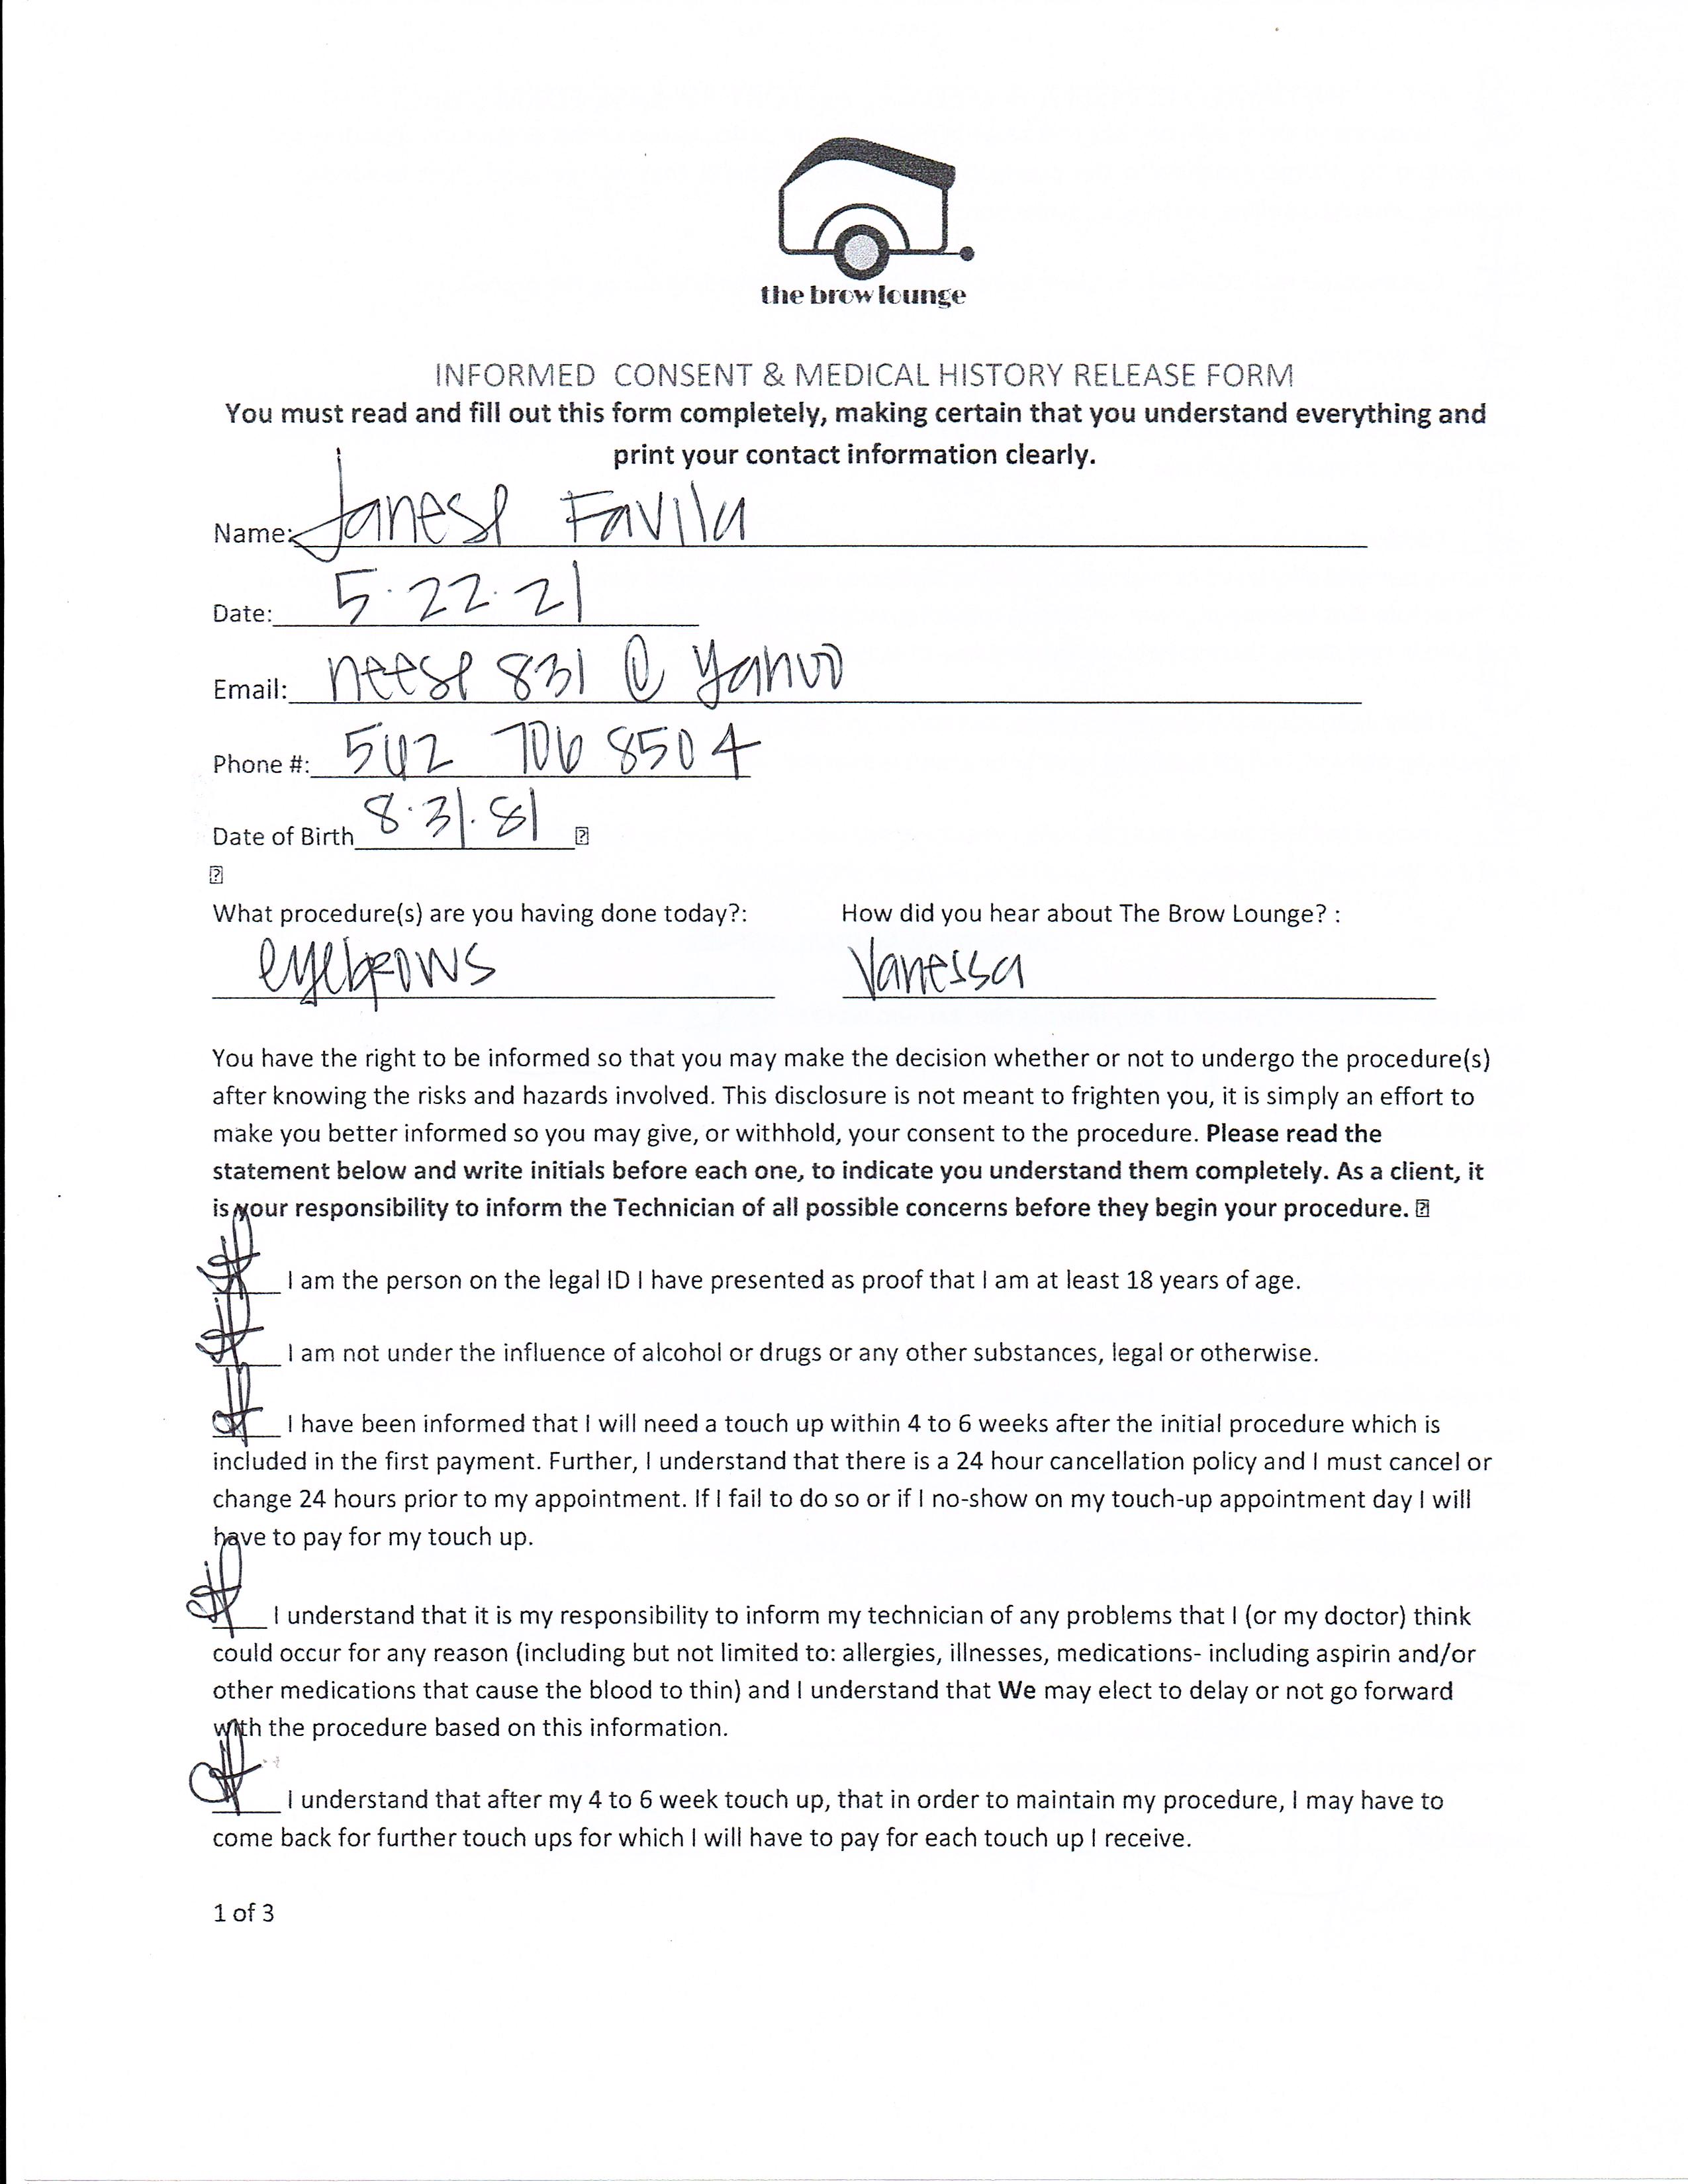 the brow lounge
INFORMED CONSENT & MEDICAL HISTORY RELEASE FORM
You must read and fill out this form completely, making certain that you understand everything and
print your contact information clearly.
Name: Janese Favila
Date: 5.22.21
Email: neese831@yahoo
Phone #: 562 706 8504
Date of Birth 8.31.81
What procedure(s) are you having done today?: How did you hear about The Brow Lounge? :
eyebrows Vanessa
You have the right to be informed so that you may make the decision whether or not to undergo the procedure(s)
after knowing the risks and hazards involved. This disclosure is not meant to frighten you, it is simply an effort to
make you better informed so you may give, or withhold, your consent to the procedure. Please read the
statement below and write initials before each one, to indicate you understand them completely. As a client, it
is your responsibility to inform the Technician of all possible concerns before they begin your procedure.
I am the person on the legal ID I have presented as proof that I am at least 18 years of age.
I am not under the influence of alcohol or drugs or any other substances, legal or otherwise.
I have been informed that I will need a touch up within 4 to 6 weeks after the initial procedure which is
included in the first payment. Further, I understand that there is a 24 hour cancellation policy and I must cancel or
change 24 hours prior to my appointment. If I fail to do so or if I no-show on my touch-up appointment day I will
have to pay for my touch up.
I understand that it is my responsibility to inform my technician of any problems that I (or my doctor) think
could occur for any reason (including but not limited to: allergies, illnesses, medications- including aspirin and/or
other medications that cause the blood to thin) and I understand that We may elect to delay or not go forward
with the procedure based on this information.
I understand that after my 4 to 6 week touch up, that in order to maintain my procedure, I may have to
come back for further touch ups for which I will have to pay for each touch up I receive.
1 of 3